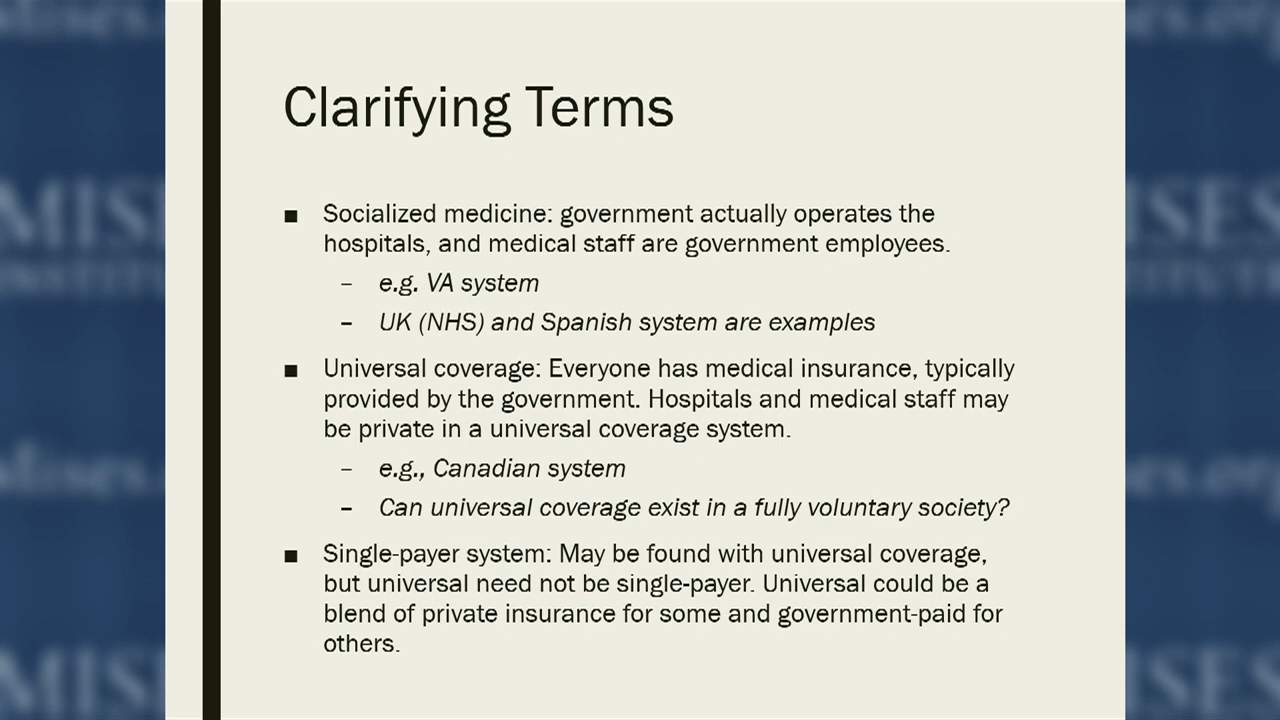 Clarifying Terms
■ Socialized medicine: government actually operates the
hospitals, and medical staff are government employees.
– e.g. VA system
– UK (NHS) and Spanish system are examples
■ Universal coverage: Everyone has medical insurance, typically
provided by the government. Hospitals and medical staff may
be private in a universal coverage system.
– e.g., Canadian system
– Can universal coverage exist in a fully voluntary society?
■ Single-payer system: May be found with universal coverage,
but universal need not be single-payer. Universal could be a
blend of private insurance for some and government-paid for
others.